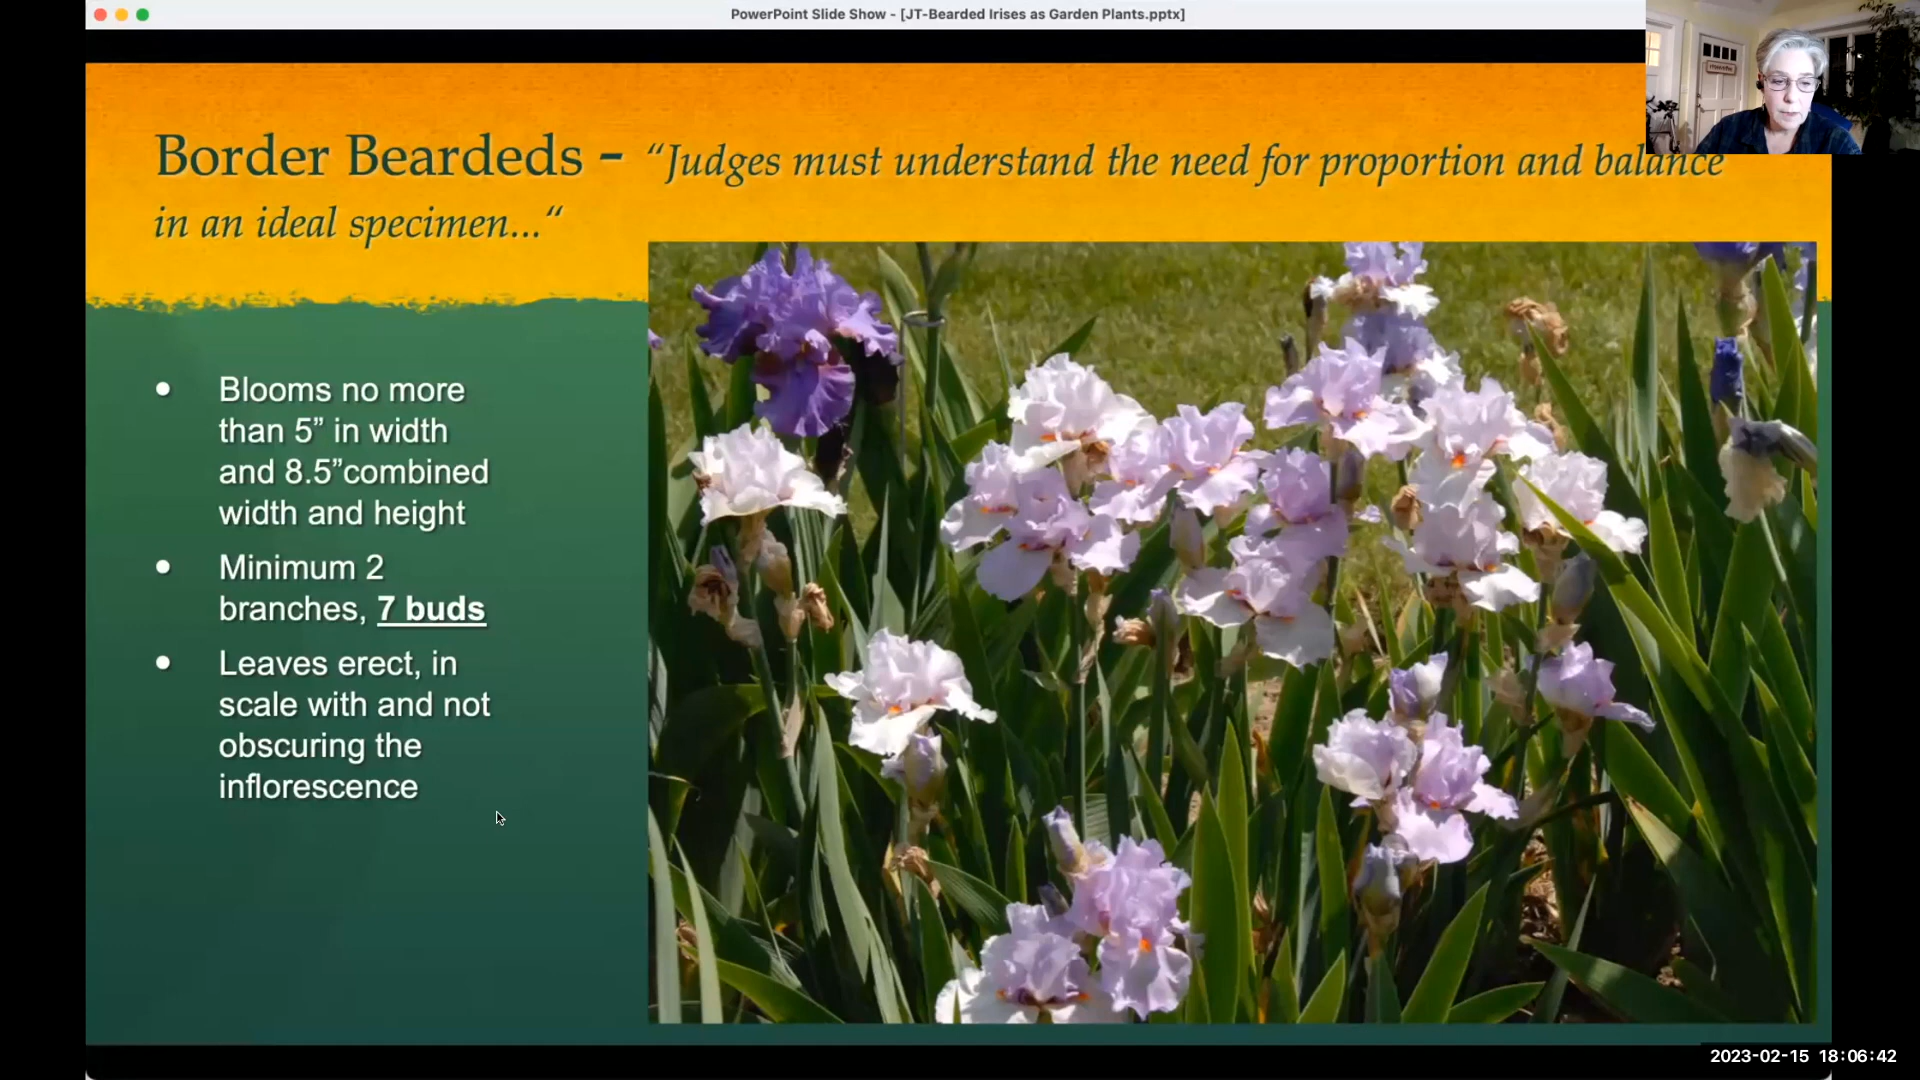 PowerPoint Slide Show - [JT-Bearded Irises as Garden Plants.pptx]
Border Beardeds - “Judges must understand the need for proportion and balance
in an ideal specimen...“
• Blooms no more
than 5” in width
and 8.5”combined
width and height
• Minimum 2
branches, 7 buds
• Leaves erect, in
scale with and not
obscuring the
inflorescence
2023-02-15 18:06:42